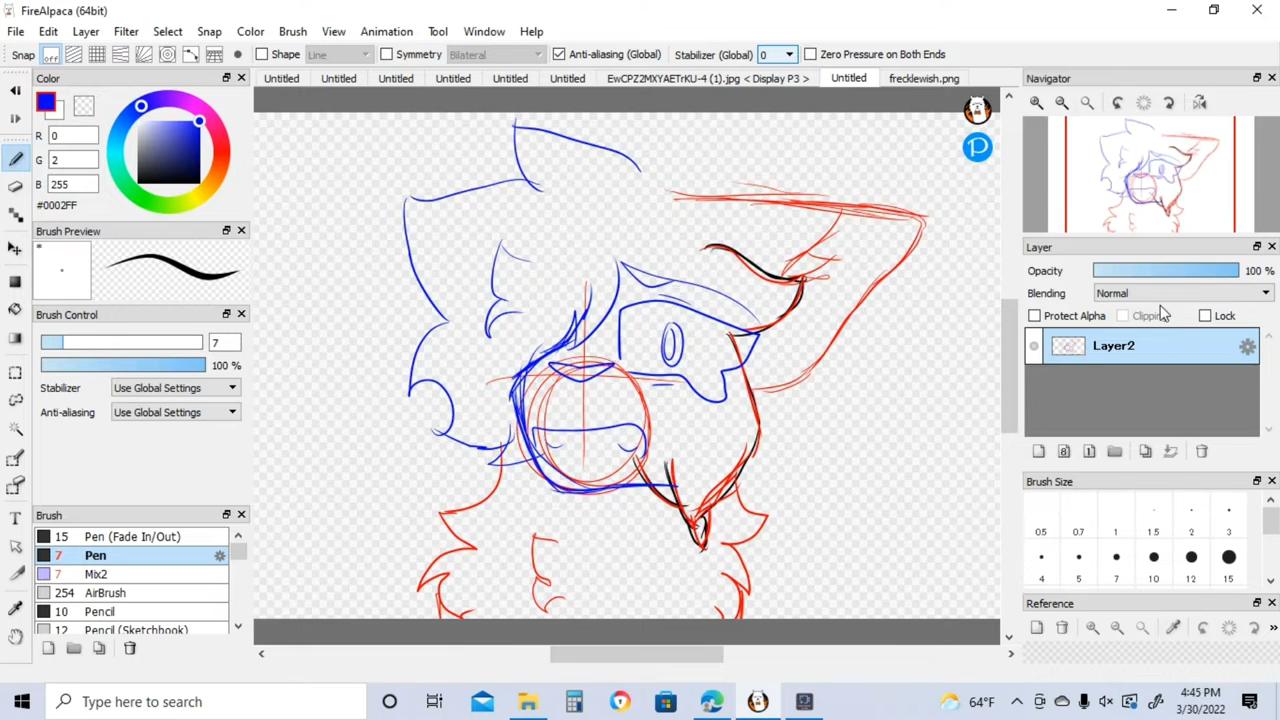 FireAlpaca (64bit)
File Edit Layer Filter Select Snap Color Brush View Animation Tool Window Help
Snap off Shape Line Symmetry Bilateral Anti-aliasing (Global) Stabilizer (Global) 0 Zero Pressure on Both Ends
Color
Untitled Untitled Untitled Untitled Untitled Untitled EwCPZ2MXYAETrKU-4 (1).jpg < Display P3 > Untitled frecklewish.png
Navigator
R 0
G 2
B 255
#0002FF
Brush Preview
Layer
Opacity 100 %
Blending Normal
Protect Alpha Clipping Lock
Layer2
Brush Control
7
100 %
Stabilizer Use Global Settings
Anti-aliasing Use Global Settings
Brush
15 Pen (Fade In/Out)
7 Pen
7 Mix2
254 AirBrush
10 Pencil
12 Pencil (Sketchbook)
Brush Size
0.5 0.7 1 1.5 2 3
4 5 7 10 12 15
Reference
P
Type here to search
64°F
4:45 PM
3/30/2022